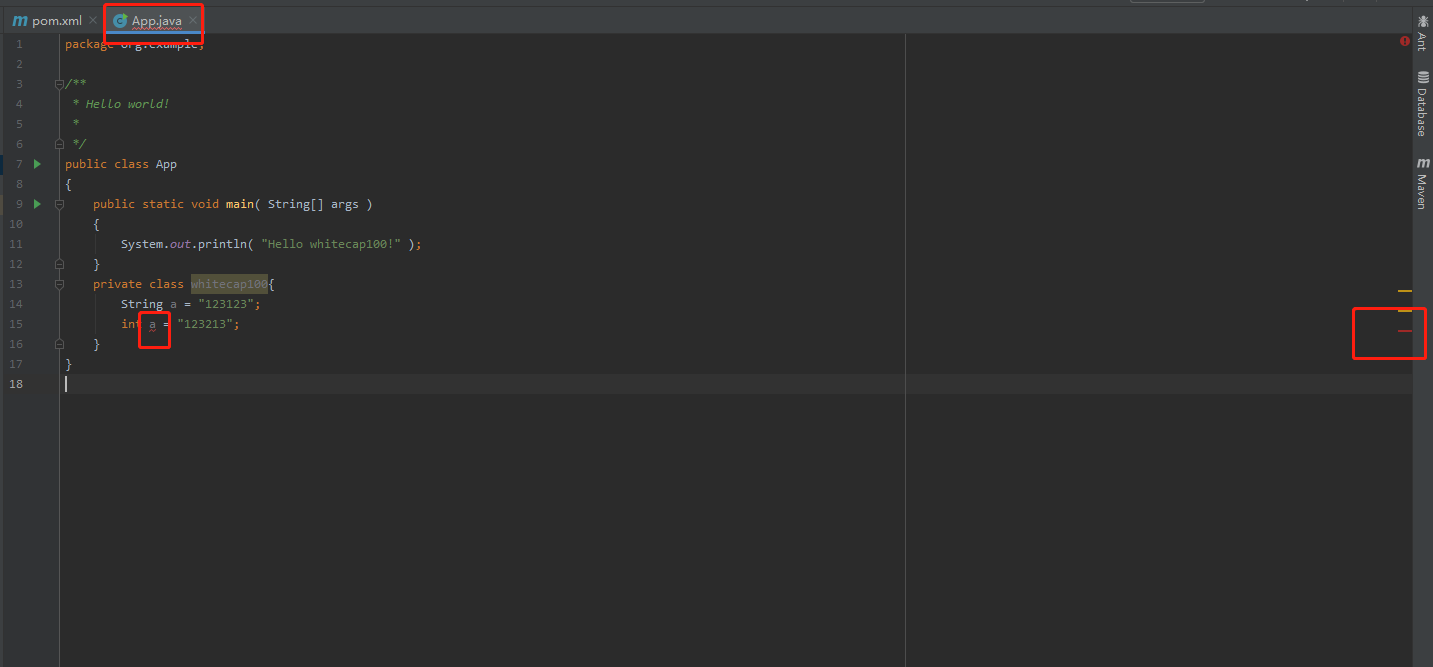 pom.xml
App.java
1 package org.example;
2
3 /**
4 * Hello world!
5 *
6 */
7 public class App
8 {
9 public static void main( String[] args )
10 {
11 System.out.println( "Hello whitecap100!" );
12 }
13 private class whitecap100{
14 String a = "123123";
15 int a = "123213";
16 }
17 }
18
Ant
Database
Maven